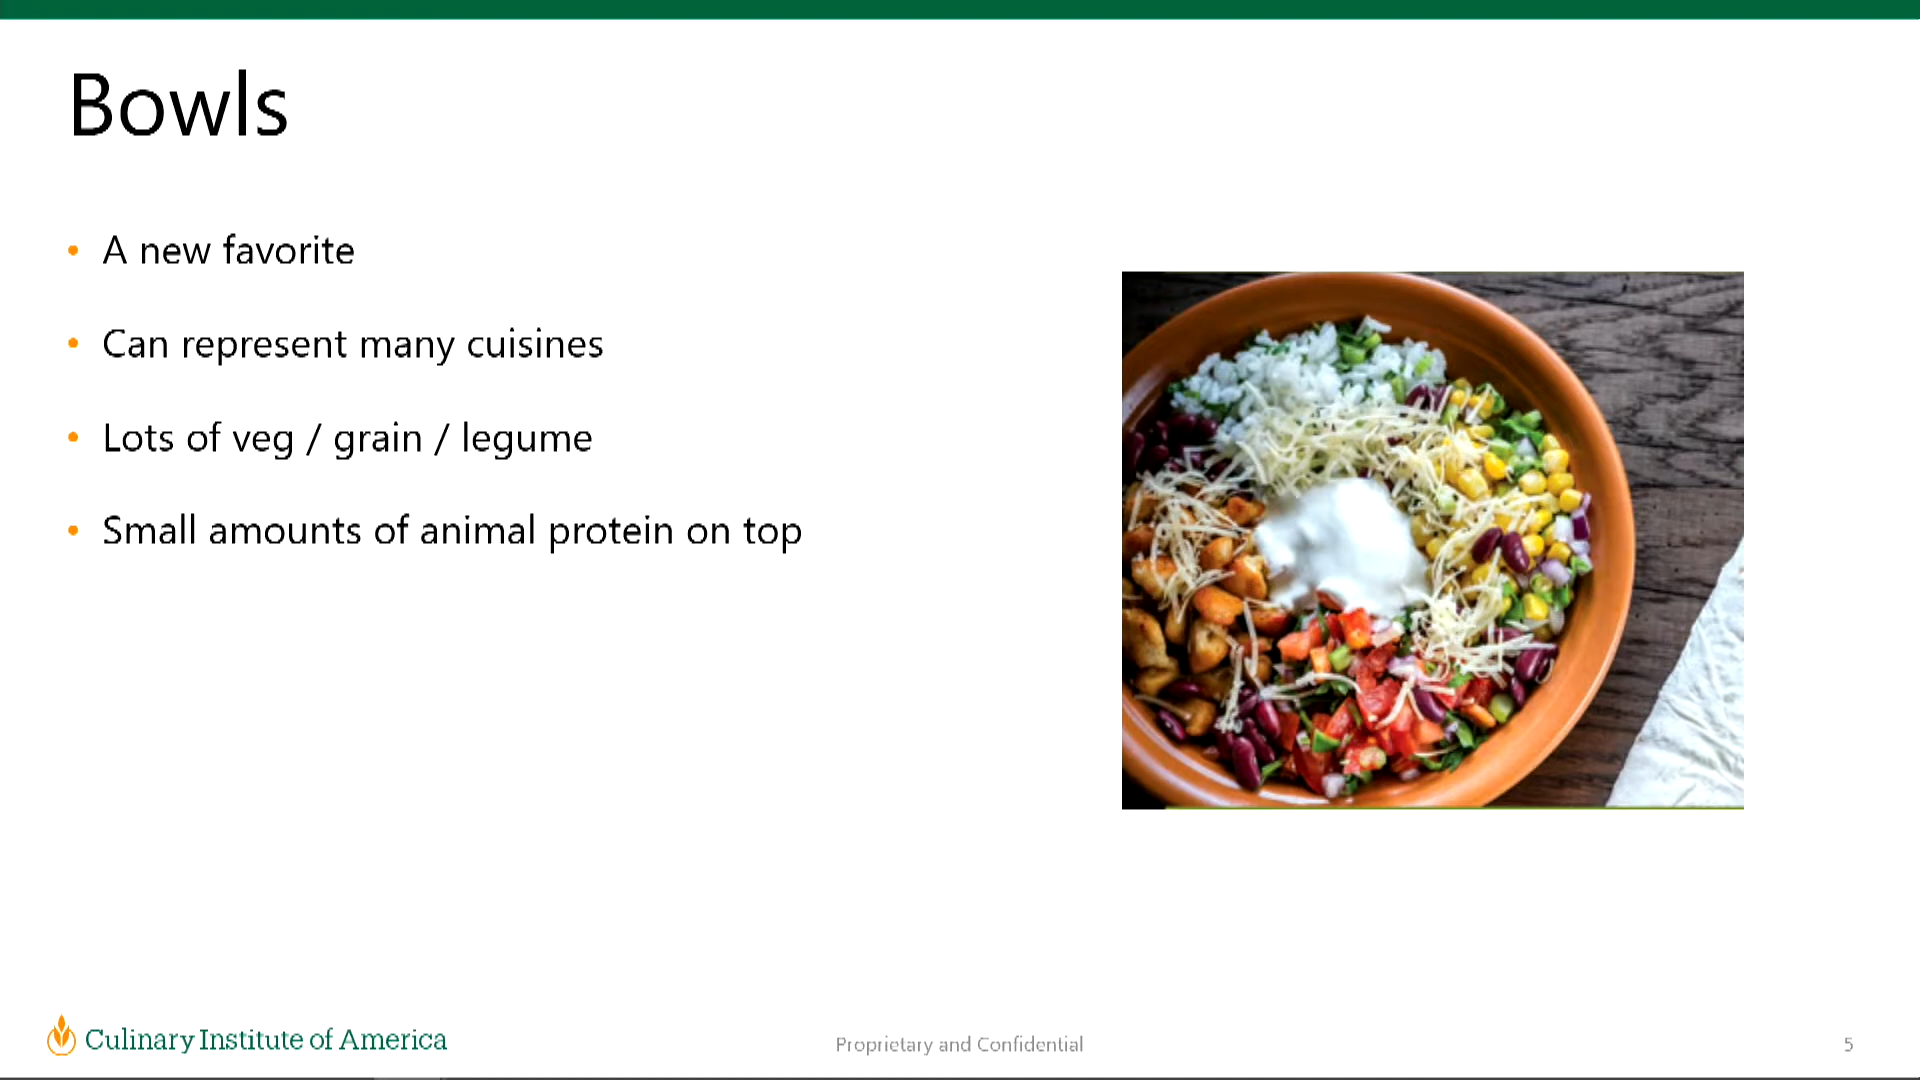 Bowls
• A new favorite
• Can represent many cuisines
• Lots of veg / grain / legume
• Small amounts of animal protein on top
Culinary Institute of America
Proprietary and Confidential
5